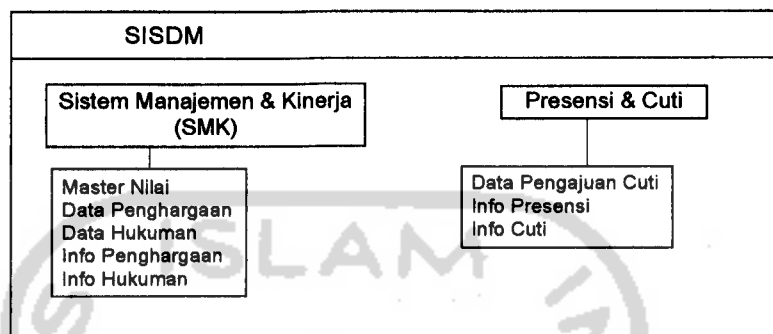 SISDM
Sistem Manajemen & Kinerja
(SMK)
Master Nilai
Data Penghargaan
Data Hukuman
Info Penghargaan
Info Hukuman
Presensi & Cuti
Data Pengajuan Cuti
Info Presensi
Info Cuti
ISLAM